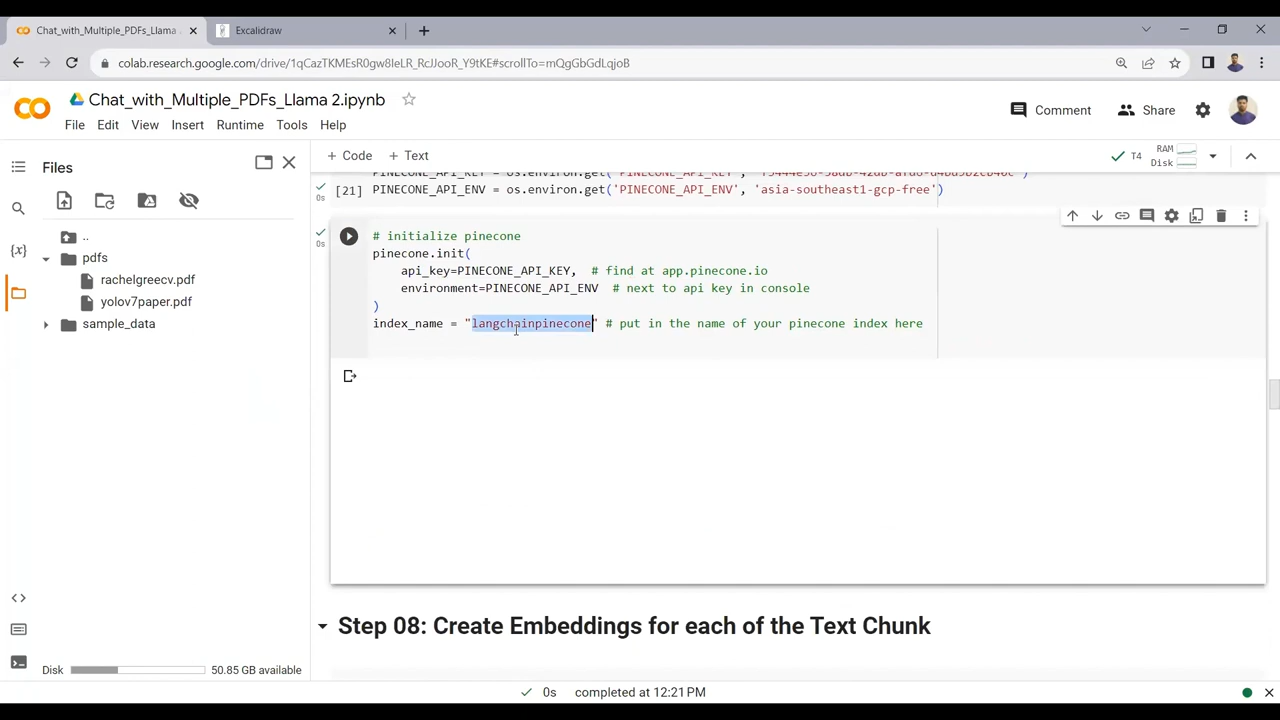 Chat_with_Multiple_PDFs_Llama
Excalidraw
colab.research.google.com/drive/1qCazTKMEsR0gw8IeLR_RcJJooR_Y9tKE#scrollTo=mQgGbGdLqjoB
Chat_with_Multiple_PDFs_Llama 2.ipynb
File Edit View Insert Runtime Tools Help
Comment
Share
Files
+ Code + Text
T4
RAM
Disk
..
pdfs
rachelgreecv.pdf
yolov7paper.pdf
sample_data
[21]
0s
PINECONE_API_ENV = os.environ.get('PINECONE_API_ENV', 'asia-southeast1-gcp-free')
0s
# initialize pinecone
pinecone.init(
api_key=PINECONE_API_KEY, # find at app.pinecone.io
environment=PINECONE_API_ENV # next to api key in console
)
index_name = "langchainpinecone" # put in the name of your pinecone index here
Step 08: Create Embeddings for each of the Text Chunk
Disk
50.85 GB available
0s completed at 12:21 PM